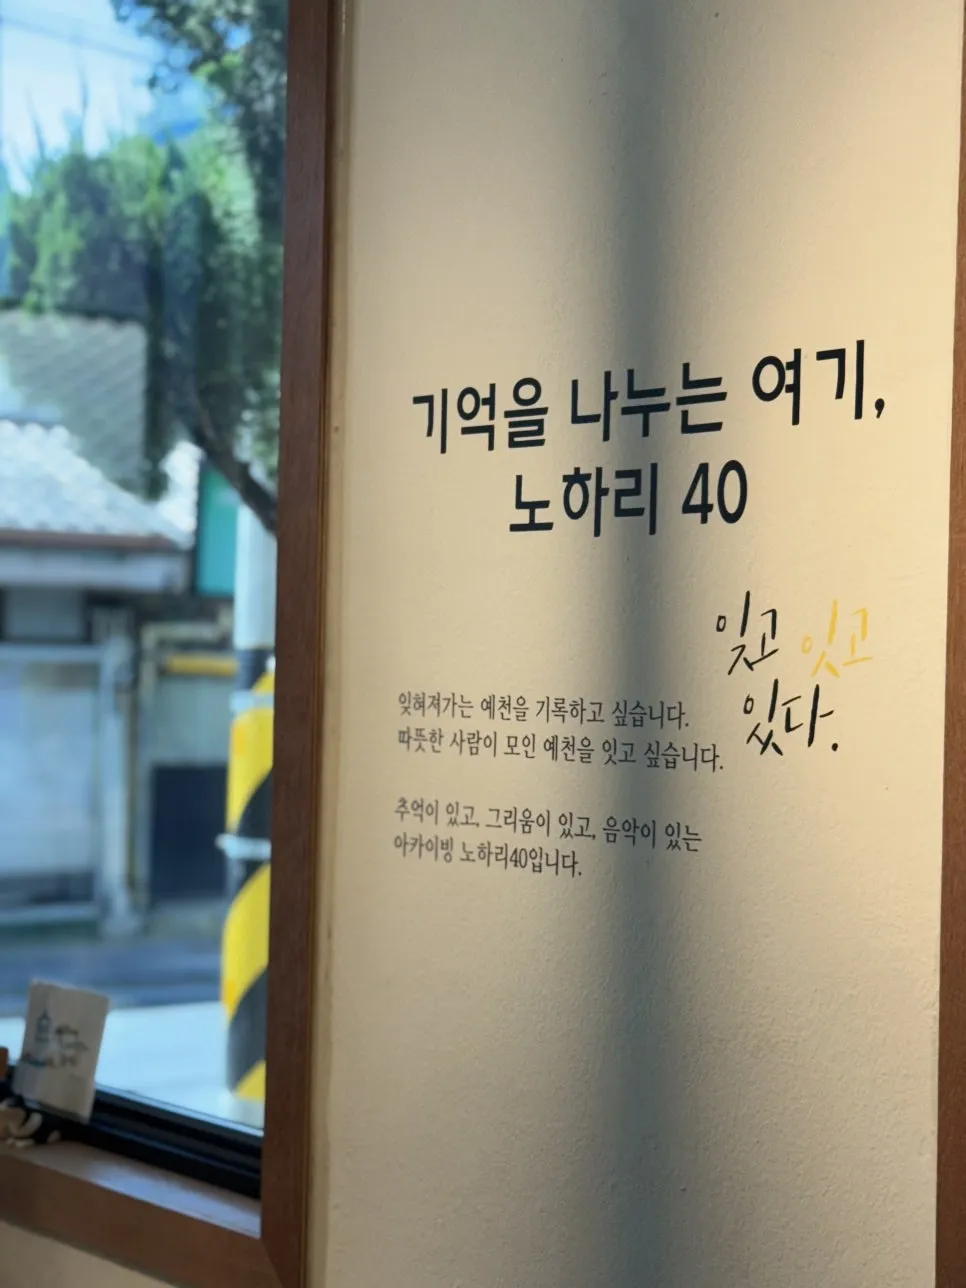 기억을 나누는 여기,
노하리 40
잊고 잇고
있다.
잊혀져가는 예천을 기록하고 싶습니다.
따뜻한 사람이 모인 예천을 잇고 싶습니다.
추억이 있고, 그리움이 있고, 음악이 있는
아카이빙 노하리40입니다.